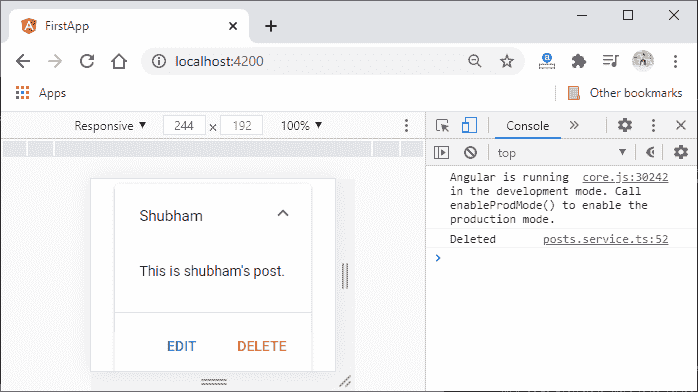 FirstApp
localhost:4200
Apps
Other bookmarks
Responsive 244 x 192 100%
Console
top
Shubham
This is shubham's post.
EDIT DELETE
Angular is running core.js:30242
in the development mode. Call
enableProdMode() to enable the
production mode.
Deleted posts.service.ts:52